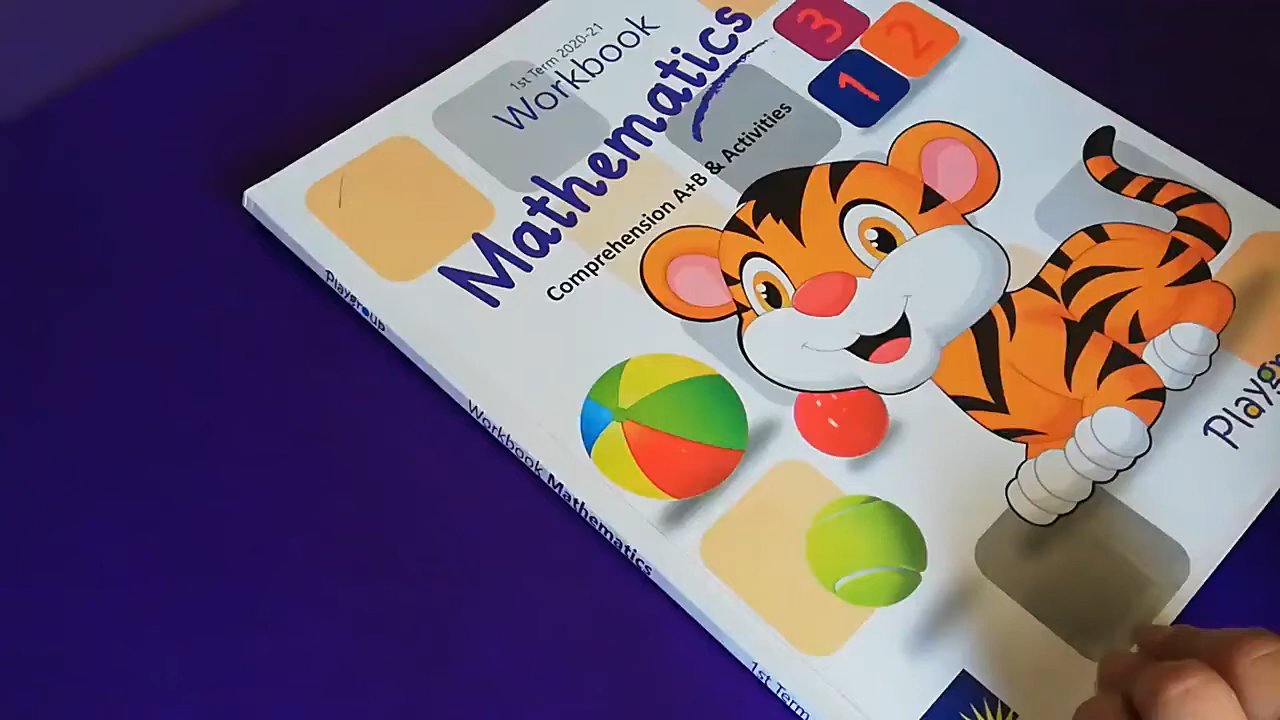 1st Term 2020-21
Workbook
Mathematics
Comprehension A+B & Activities
3
2
1
Playgroup
Workbook Mathematics
1st Term